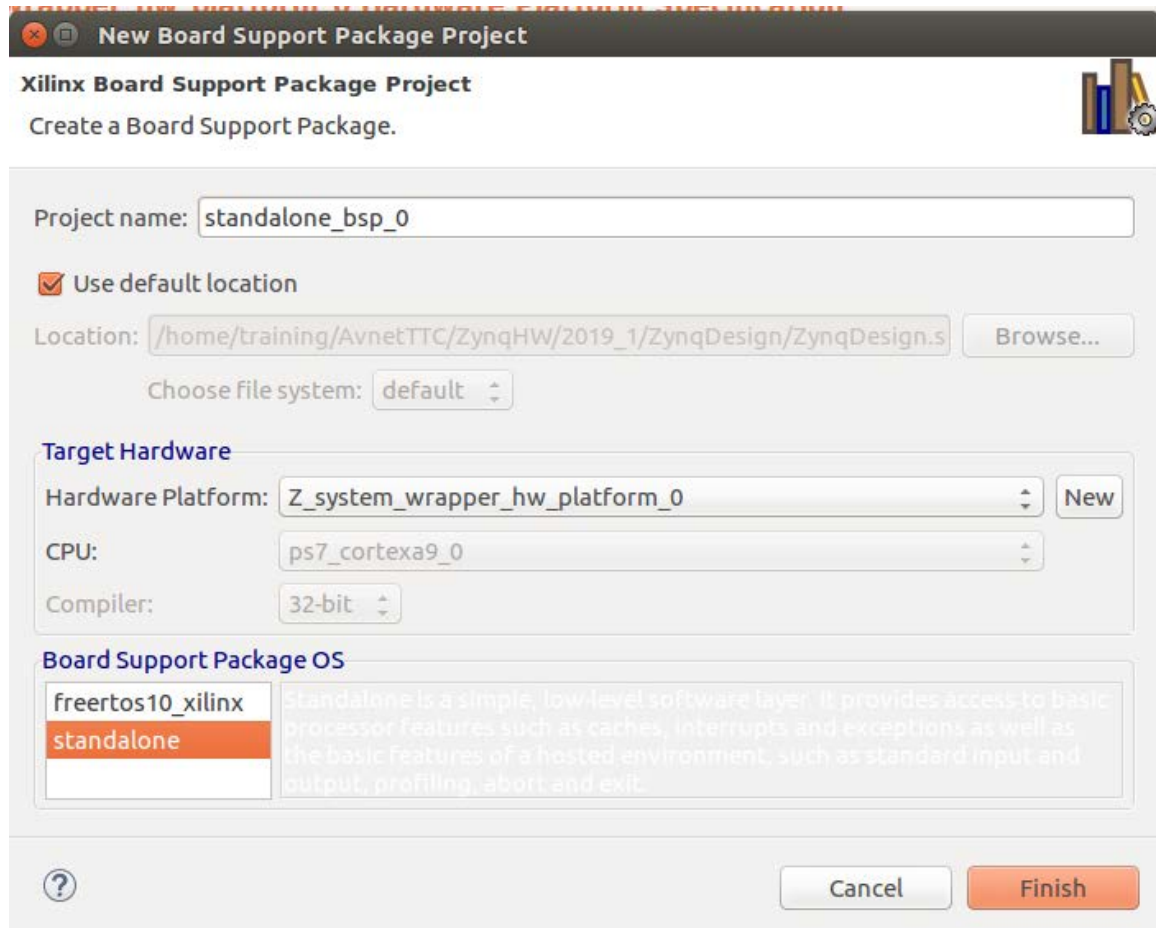 wrapper_hw_platform_0 Hardware Platform Specification
New Board Support Package Project
Xilinx Board Support Package Project
Create a Board Support Package.
Project name: standalone_bsp_0
Use default location
Location: /home/training/AvnetTTC/ZynqHW/2019_1/ZynqDesign/ZynqDesign.s Browse...
Choose file system: default
Target Hardware
Hardware Platform: Z_system_wrapper_hw_platform_0 New
CPU: ps7_cortexa9_0
Compiler: 32-bit
Board Support Package OS
freertos10_xilinx
standalone
Standalone is a simple, low-level software layer. It provides access to basic
processor features such as caches, interrupts and exceptions as well as
the basic features of a hosted environment, such as standard input and
output, profiling, abort and exit.
? Cancel Finish